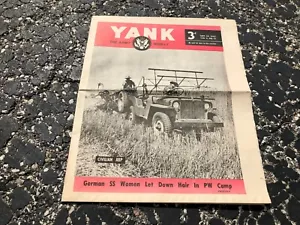 YANK
THE ARMY WEEKLY
3
CIVILIAN JEEP
German SS Women Let Down Hair In PW Camp